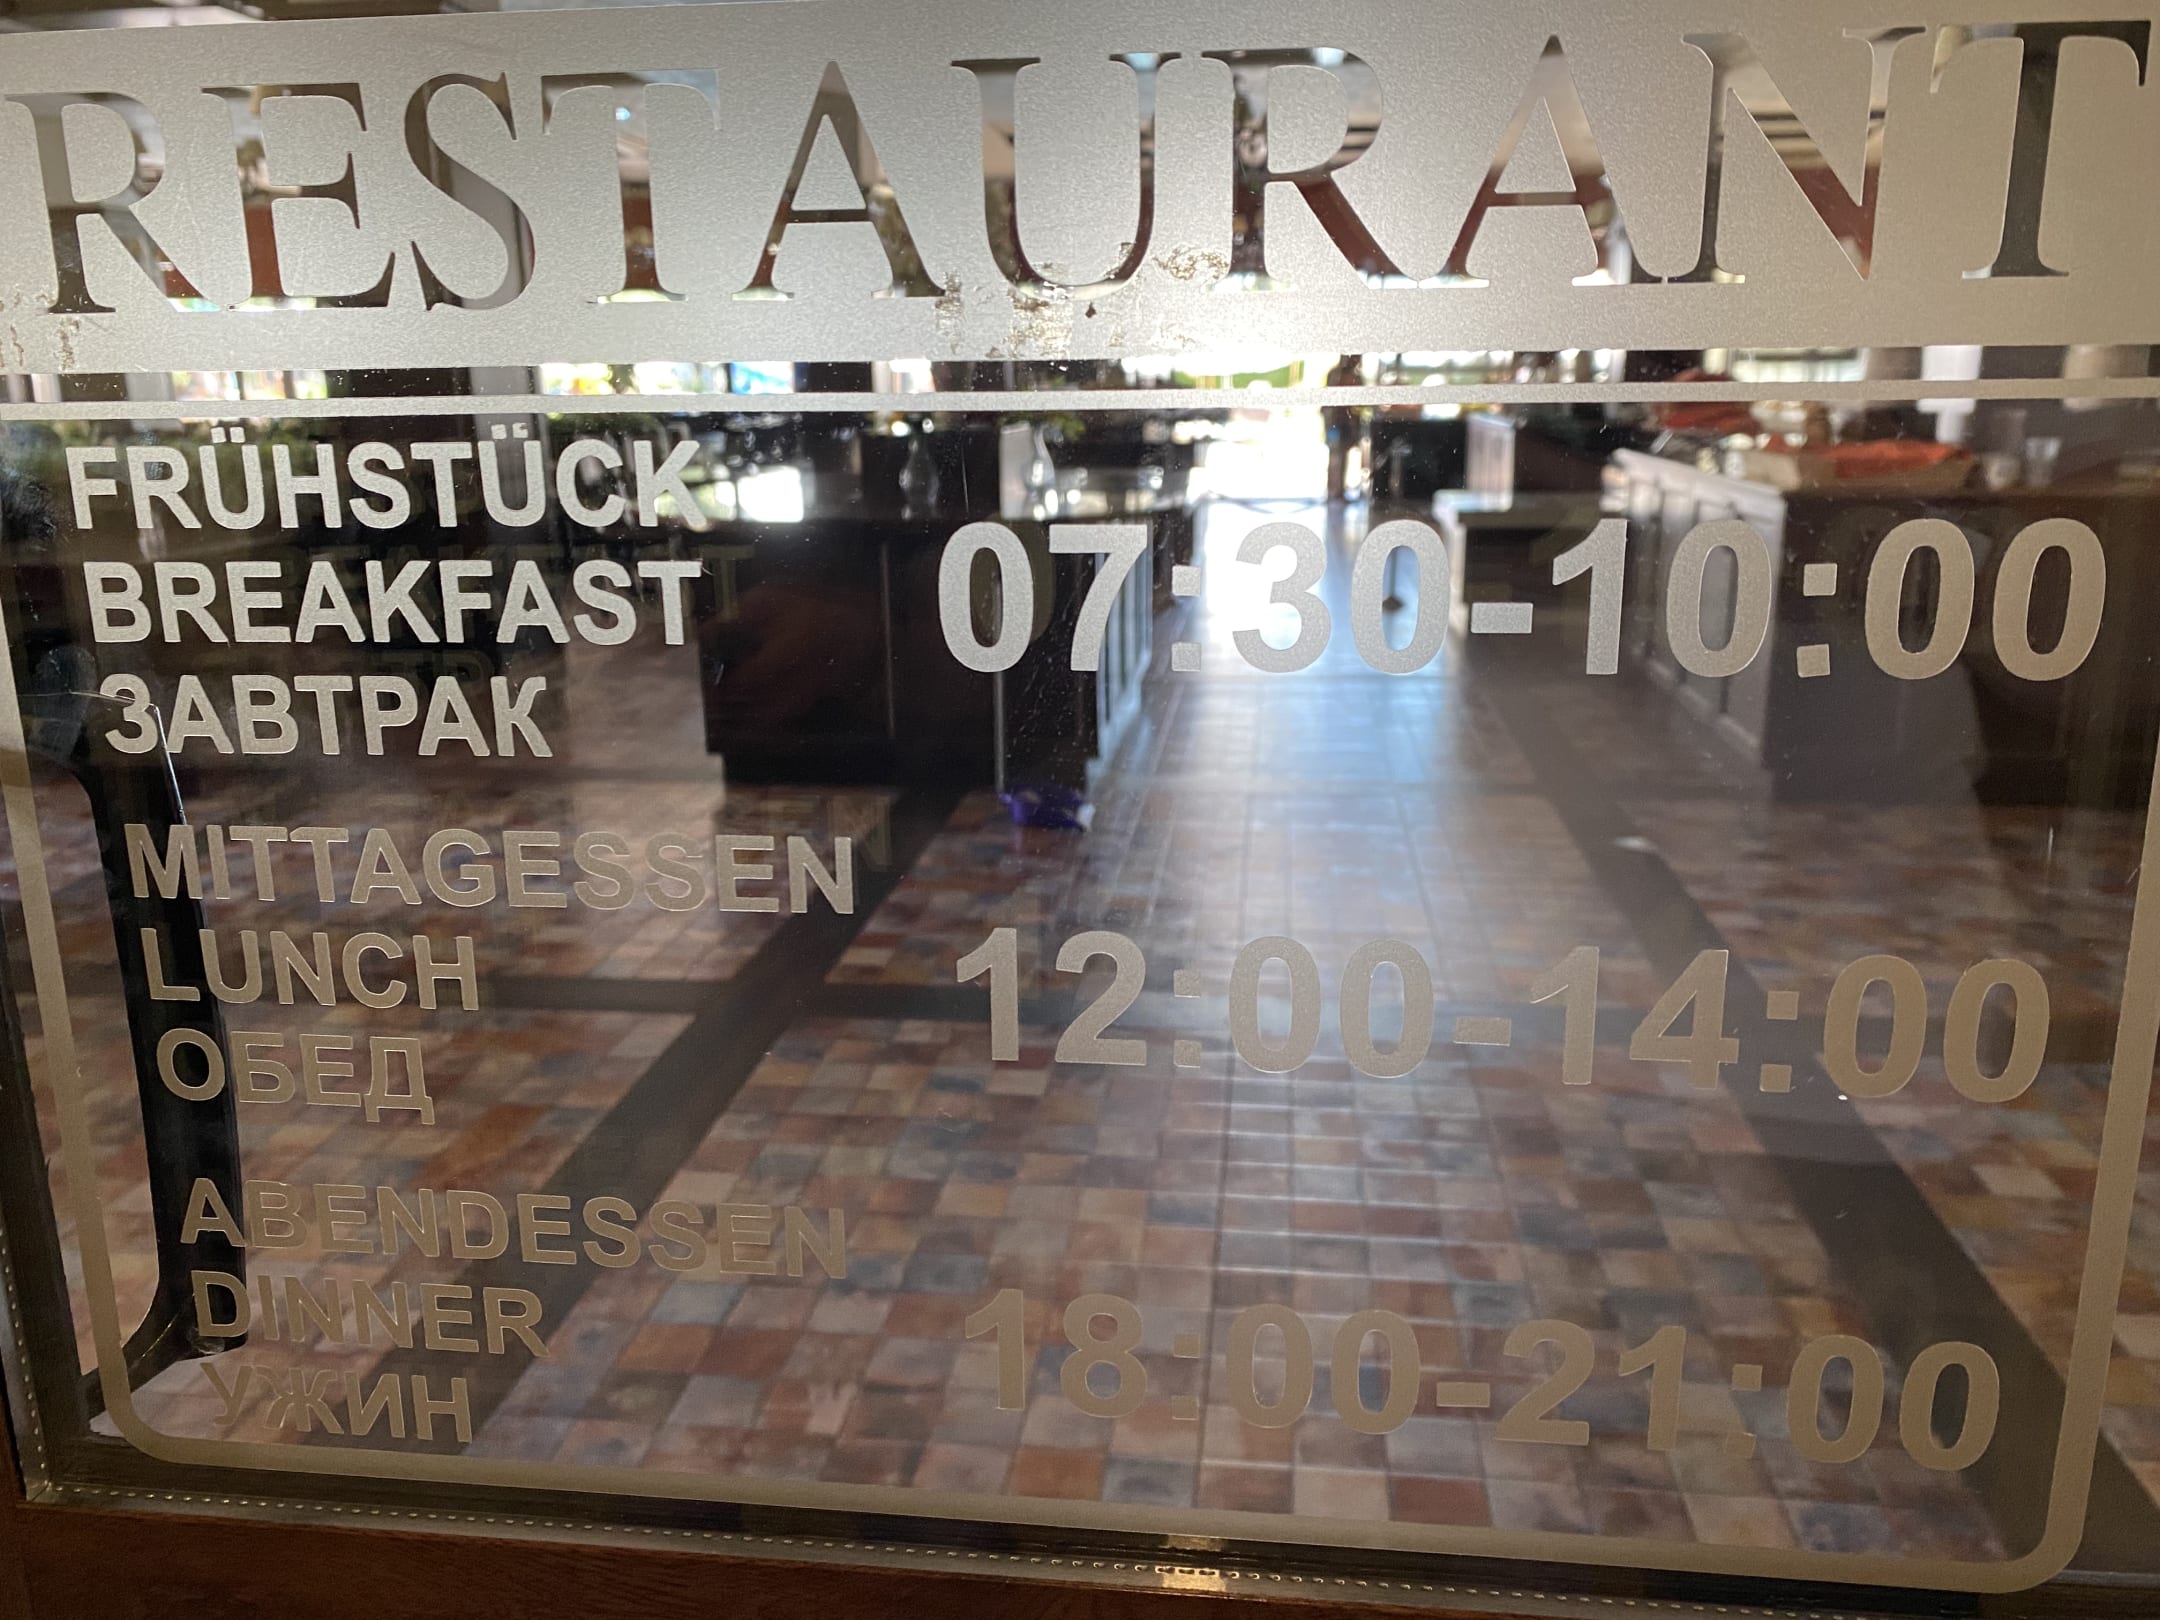 RESTAURANT
FRÜHSTÜCK
BREAKFAST
ЗАВТРАК
07:30-10:00
MITTAGESSEN
LUNCH
ОБЕД
12:00-14:00
ABENDESSEN
DINNER
УЖИН
18:00-21:00